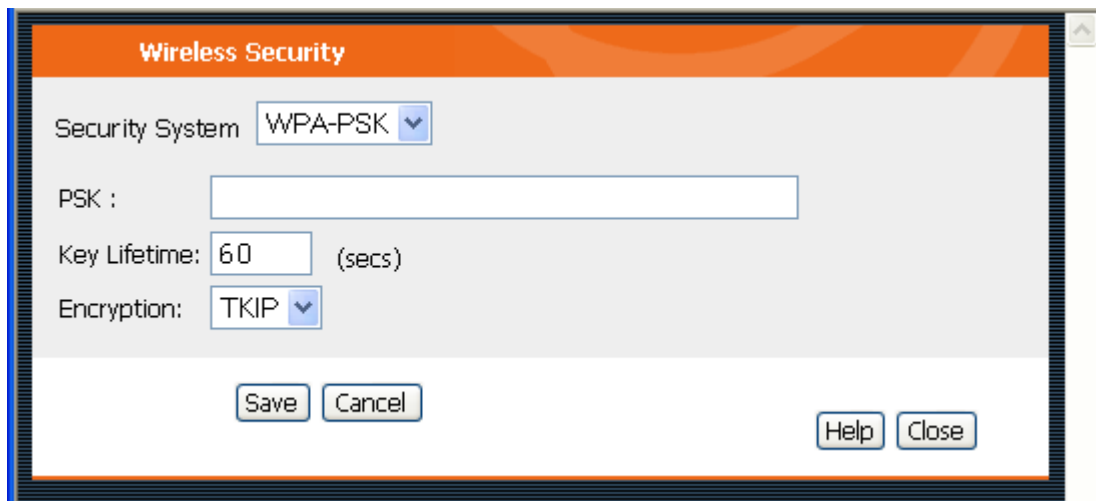 Wireless Security
Security System WPA-PSK
PSK :
Key Lifetime: 60 (secs)
Encryption: TKIP
Save Cancel
Help Close